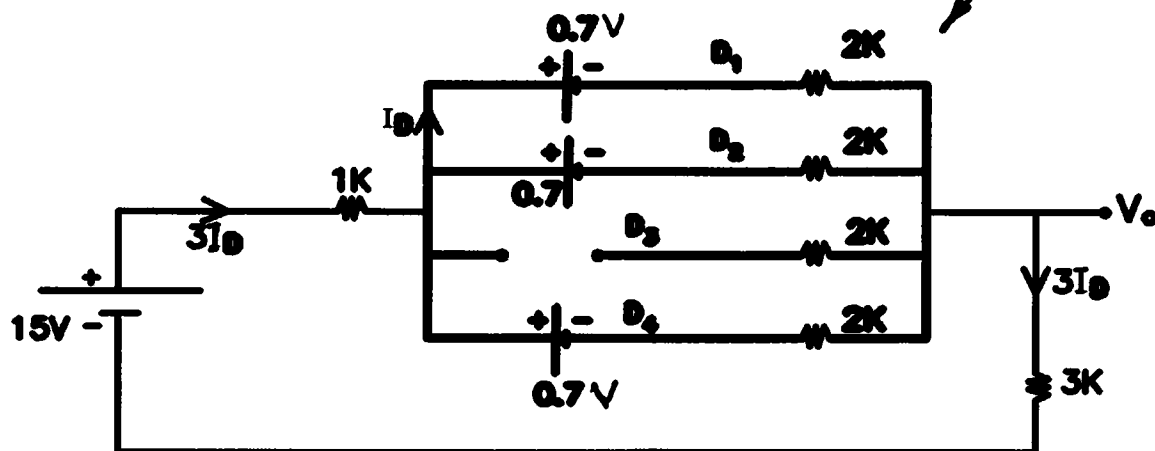 0.7V
+ -
D1
2K
ID
+ -
D2
2K
0.7
1K
3ID
D3
2K
Vo
3ID
+
15V -
+ -
D4
2K
0.7V
3K